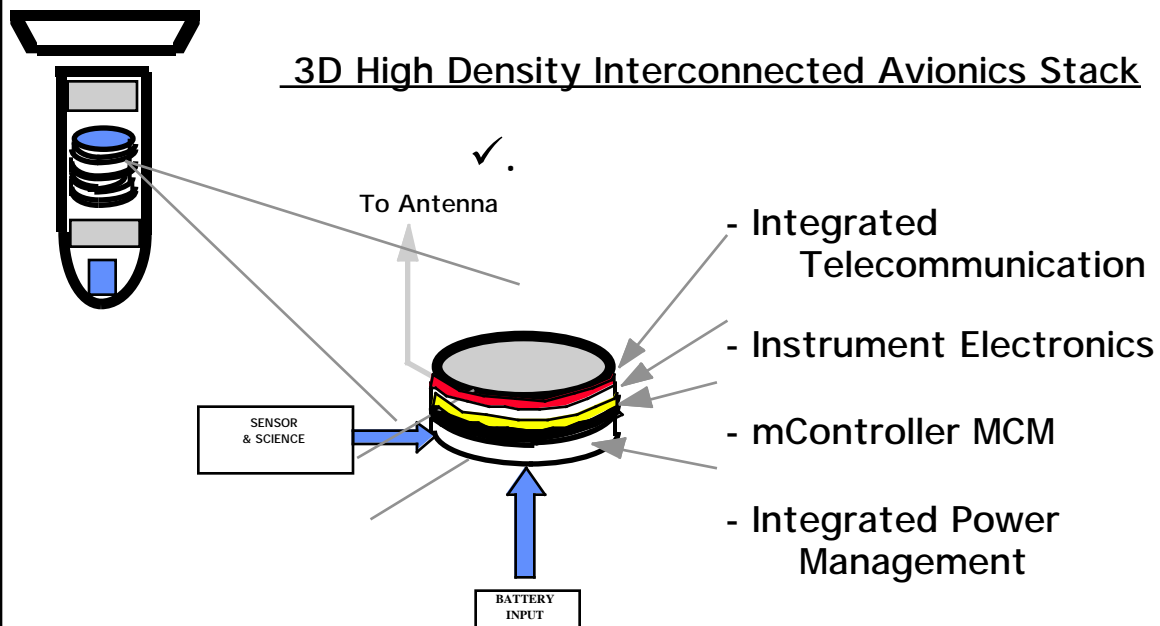 3D High Density Interconnected Avionics Stack
✓.
To Antenna
- Integrated
Telecommunication
- Instrument Electronics
SENSOR
& SCIENCE
- mController MCM
- Integrated Power
Management
BATTERY
INPUT